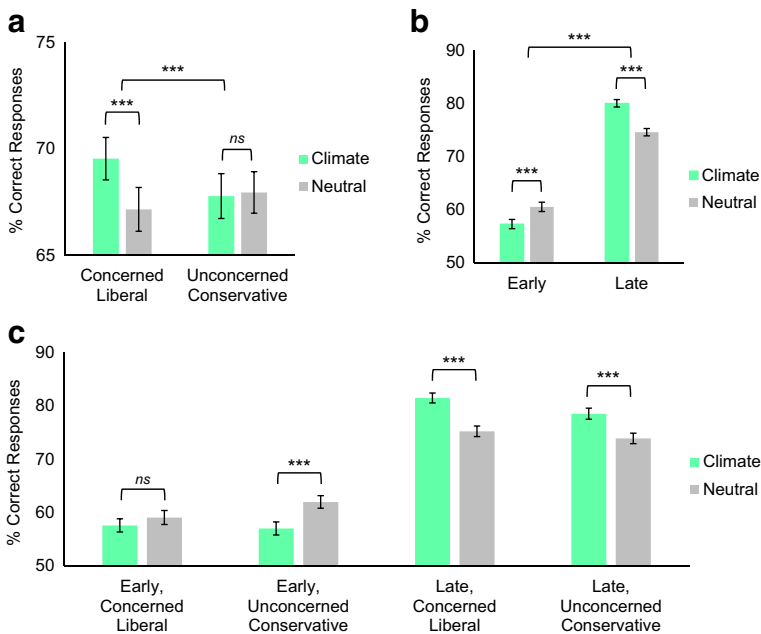 a
75
70
65
% Correct Responses
***
***
ns
Climate
Neutral
Concerned
Liberal
Unconcerned
Conservative
b
90
80
70
60
50
% Correct Responses
***
***
***
Climate
Neutral
Early
Late
c
90
80
70
60
50
% Correct Responses
ns
***
***
***
Climate
Neutral
Early,
Concerned
Liberal
Early,
Unconcerned
Conservative
Late,
Concerned
Liberal
Late,
Unconcerned
Conservative